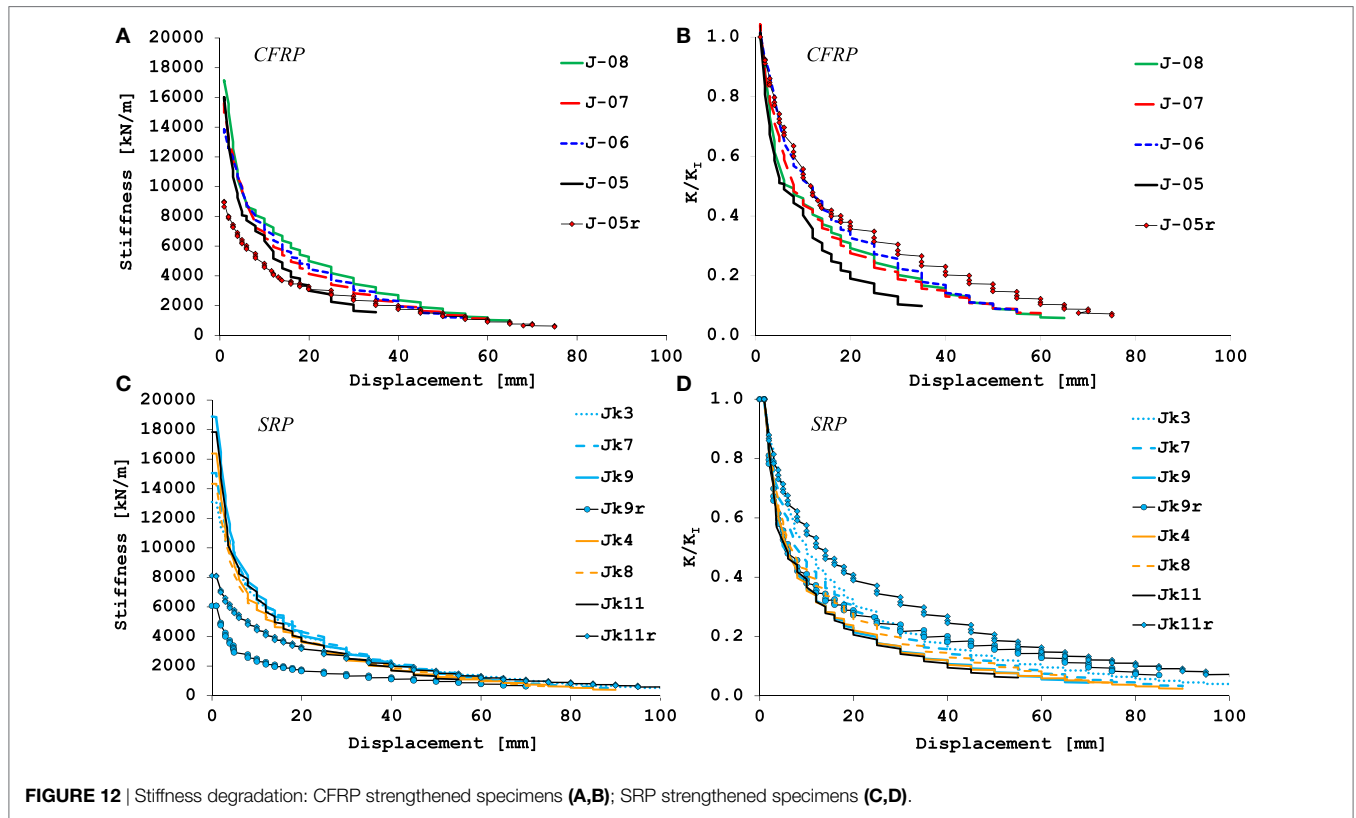 A
CFRP
Stiffness [kN/m]
20000
18000
16000
14000
12000
10000
8000
6000
4000
2000
0
0 20 40 60 80 100
Displacement [mm]
J-08
J-07
J-06
J-05
J-05r
B
CFRP
K/KI
1.0
0.8
0.6
0.4
0.2
0.0
0 20 40 60 80 100
Displacement [mm]
J-08
J-07
J-06
J-05
J-05r
C
SRP
Stiffness [kN/m]
20000
18000
16000
14000
12000
10000
8000
6000
4000
2000
0
0 20 40 60 80 100
Displacement [mm]
Jk3
Jk7
Jk9
Jk9r
Jk4
Jk8
Jk11
Jk11r
D
SRP
K/KI
1.0
0.8
0.6
0.4
0.2
0.0
0 20 40 60 80 100
Displacement [mm]
Jk3
Jk7
Jk9
Jk9r
Jk4
Jk8
Jk11
Jk11r
FIGURE 12 | Stiffness degradation: CFRP strengthened specimens (A,B); SRP strengthened specimens (C,D).